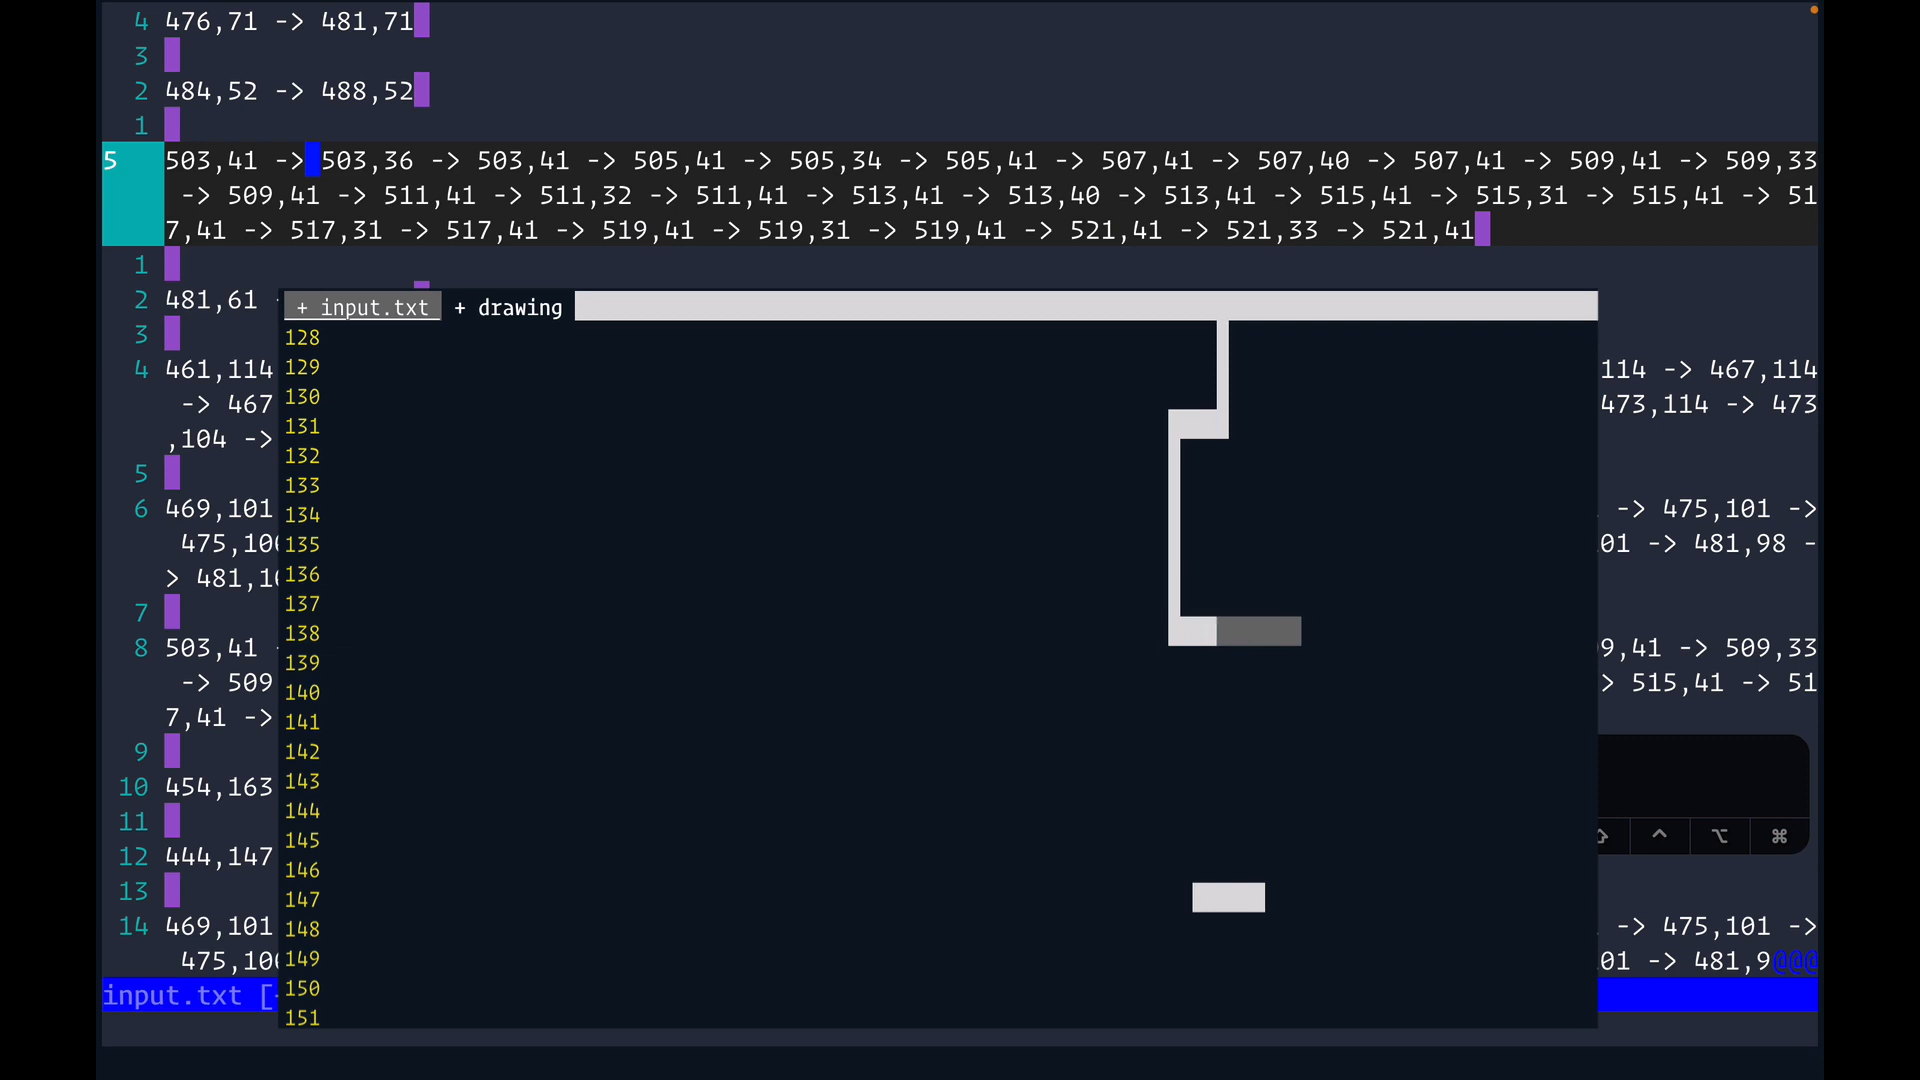 4 476,71 -> 481,71
3
2 484,52 -> 488,52
1
5 503,41 -> 503,36 -> 503,41 -> 505,41 -> 505,34 -> 505,41 -> 507,41 -> 507,40 -> 507,41 -> 509,41 -> 509,33
-> 509,41 -> 511,41 -> 511,32 -> 511,41 -> 513,41 -> 513,40 -> 513,41 -> 515,41 -> 515,31 -> 515,41 -> 51
7,41 -> 517,31 -> 517,41 -> 519,41 -> 519,31 -> 519,41 -> 521,41 -> 521,33 -> 521,41
1
2 481,61
3
4 461,114 114 -> 467,114
-> 467 473,114 -> 473
,104 ->
5
6 469,101 -> 475,101 ->
475,100 01 -> 481,98 -
> 481,10
7
8 503,41 9,41 -> 509,33
-> 509 > 515,41 -> 51
7,41 ->
9
10 454,163
11
12 444,147
13
14 469,101 -> 475,101 ->
475,100 01 -> 481,9@@@
input.txt [
+ input.txt + drawing
128
129
130
131
132
133
134
135
136
137
138
139
140
141
142
143
144
145
146
147
148
149
150
151
⇧ ^ ⌥ ⌘